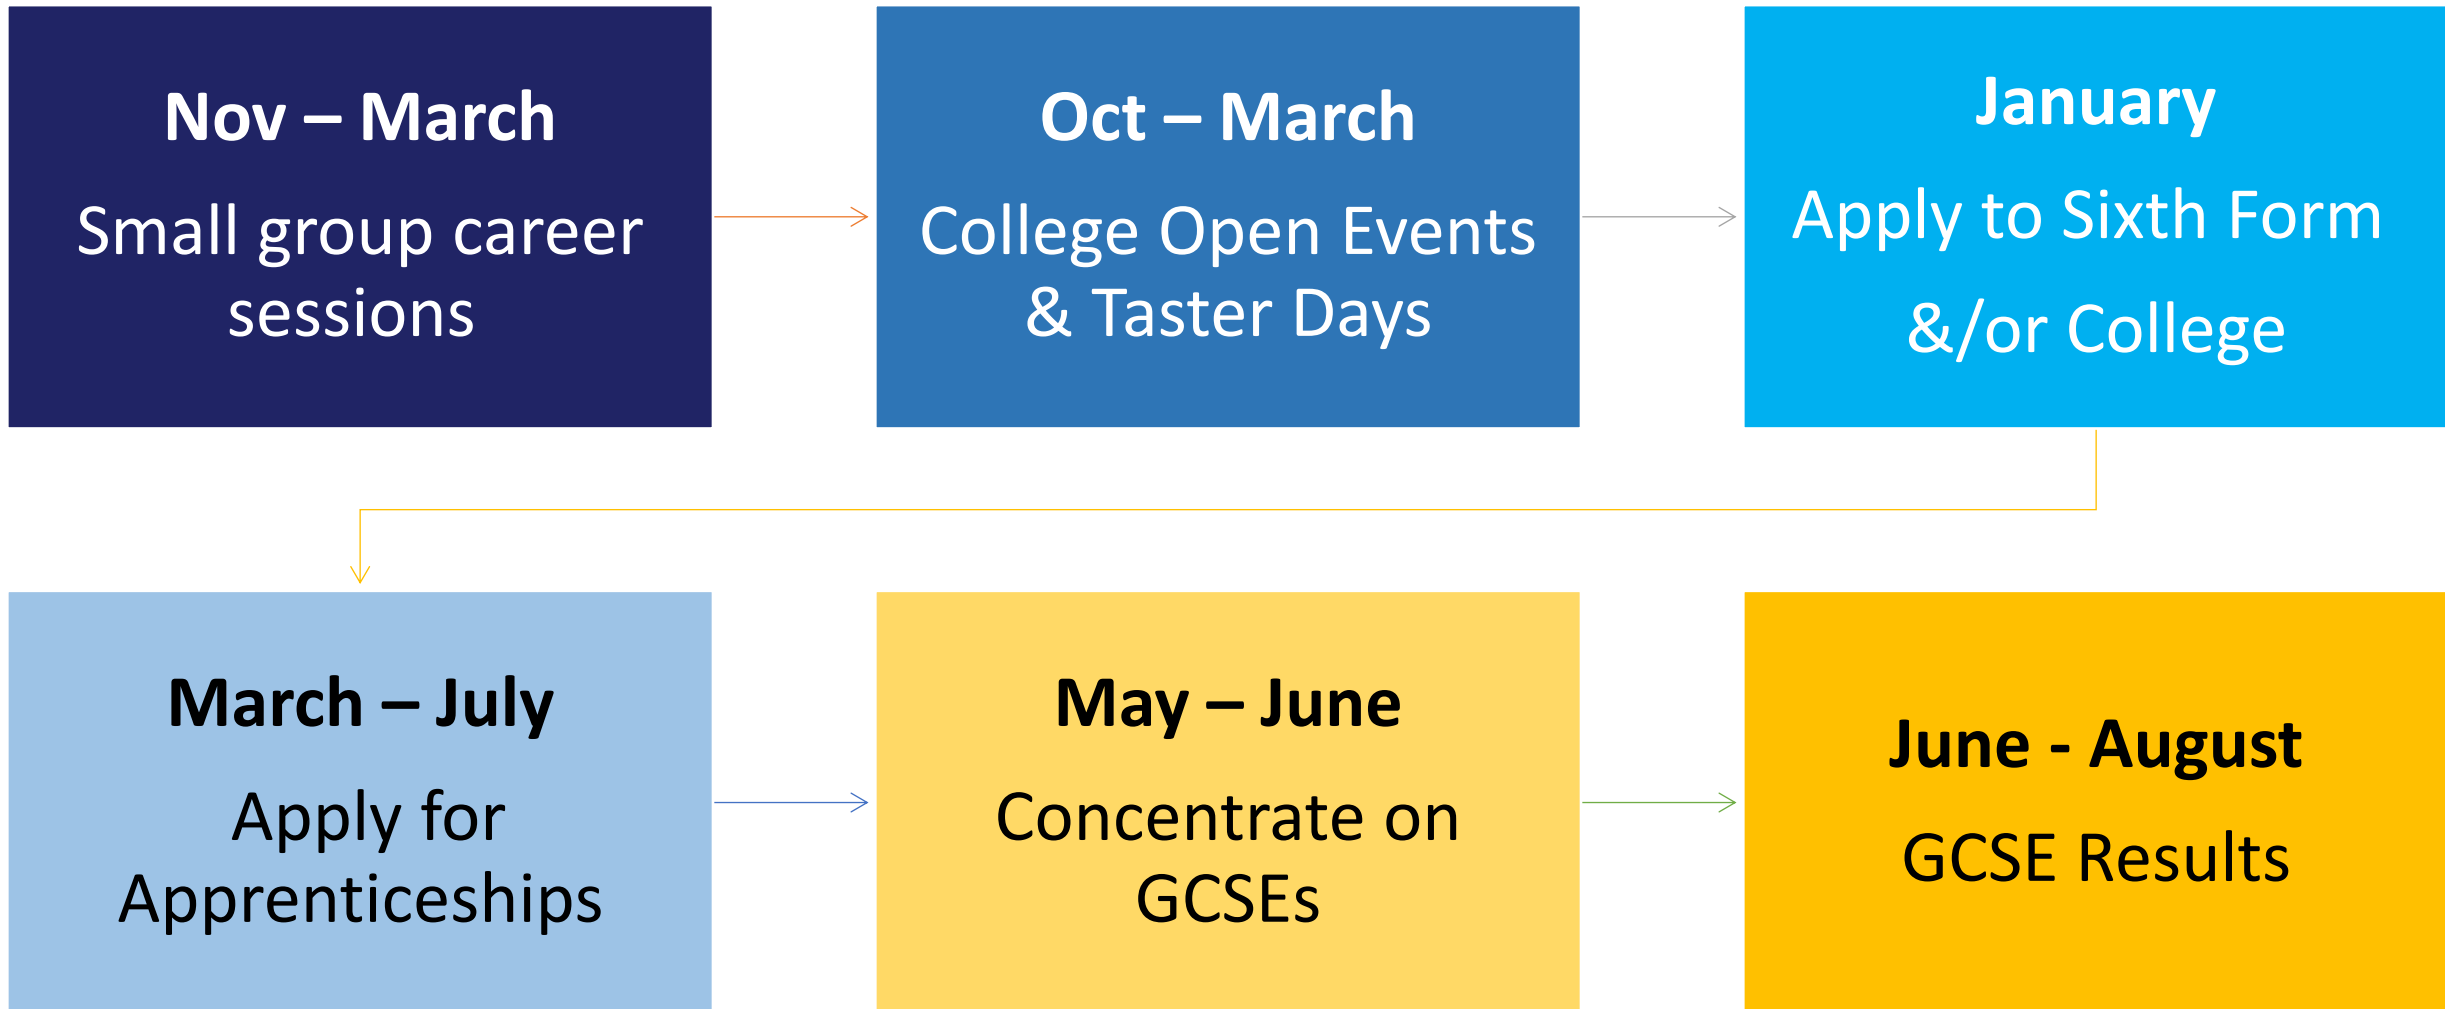 Nov – March
Small group career
sessions
Oct – March
College Open Events
& Taster Days
January
Apply to Sixth Form
&/or College
March – July
Apply for
Apprenticeships
May – June
Concentrate on
GCSEs
June - August
GCSE Results